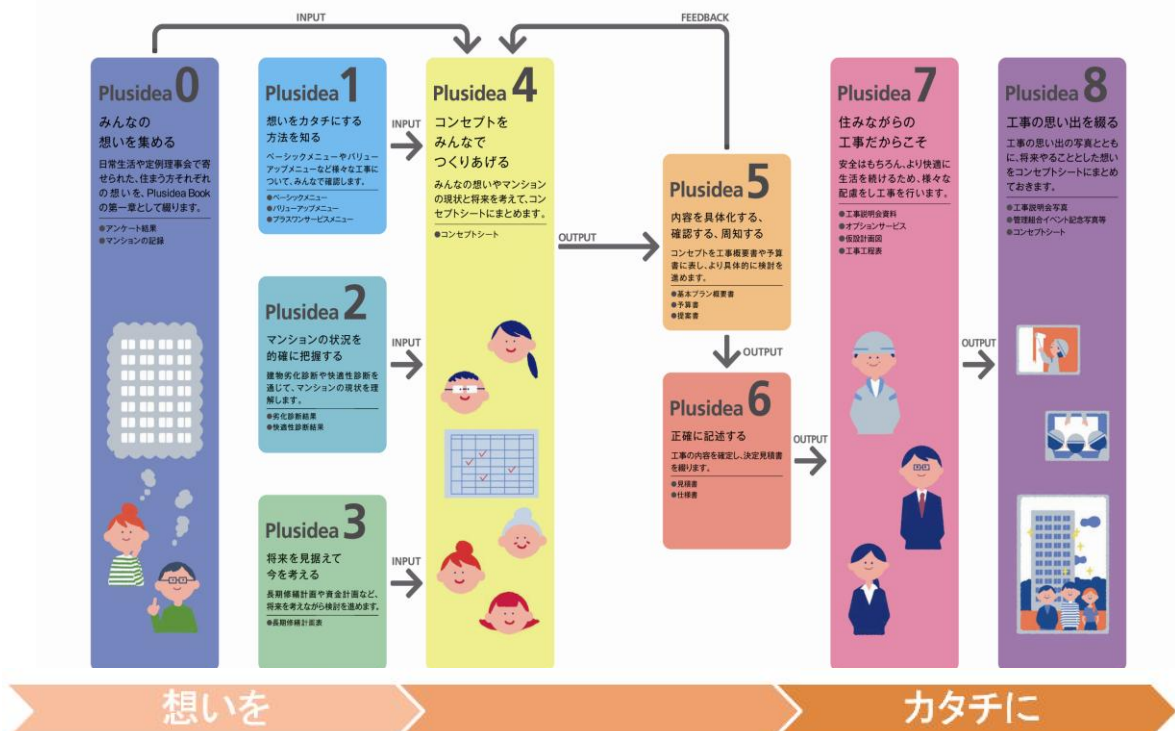 INPUT
FEEDBACK
Plusidea 0
みんなの
想いを集める
日常生活や定例理事会で寄
せられた、住まう方それぞれ
の想いを、Plusidea Book
の第一章として綴ります。
●アンケート結果
●マンションの記録
Plusidea 1
想いをカタチにする
方法を知る
ベーシックメニューやバリュー
アップメニューなど様々な工事に
ついて、みんなで確認します。
●ベーシックメニュー
●バリューアップメニュー
●プラスワンサービスメニュー
INPUT
Plusidea 2
マンションの状況を
的確に把握する
建物劣化診断や快適性診断を
通じて、マンションの現状を理
解します。
●劣化診断結果
●快適性診断結果
INPUT
Plusidea 3
将来を見据えて
今を考える
長期修繕計画や資金計画など、
将来を考えながら検討を進めます。
●長期修繕計画表
INPUT
Plusidea 4
コンセプトを
みんなで
つくりあげる
みんなの想いやマンション
の現状と将来を考えて、コン
セプトシートにまとめます。
●コンセプトシート
OUTPUT
Plusidea 5
内容を具体化する、
確認する、周知する
コンセプトを工事概要書や予算
書に表し、より具体的に検討を
進めます。
●基本プラン概要書
●予算書
●提案書
OUTPUT
Plusidea 6
正確に記述する
工事の内容を確定し、決定見積書
を綴ります。
●見積書
●仕様書
OUTPUT
Plusidea 7
住みながらの
工事だからこそ
安全はもちろん、より快適に
生活を続けるため、様々な
配慮をし工事を行います。
●工事説明会資料
●オプションサービス
●仮設計画図
●工事工程表
OUTPUT
Plusidea 8
工事の思い出を綴る
工事の思い出の写真ととも
に、将来やることとした想い
をコンセプトシートにまとめ
ておきます。
●工事説明会写真
●管理組合イベント記念写真等
●コンセプトシート
想いを
カタチに